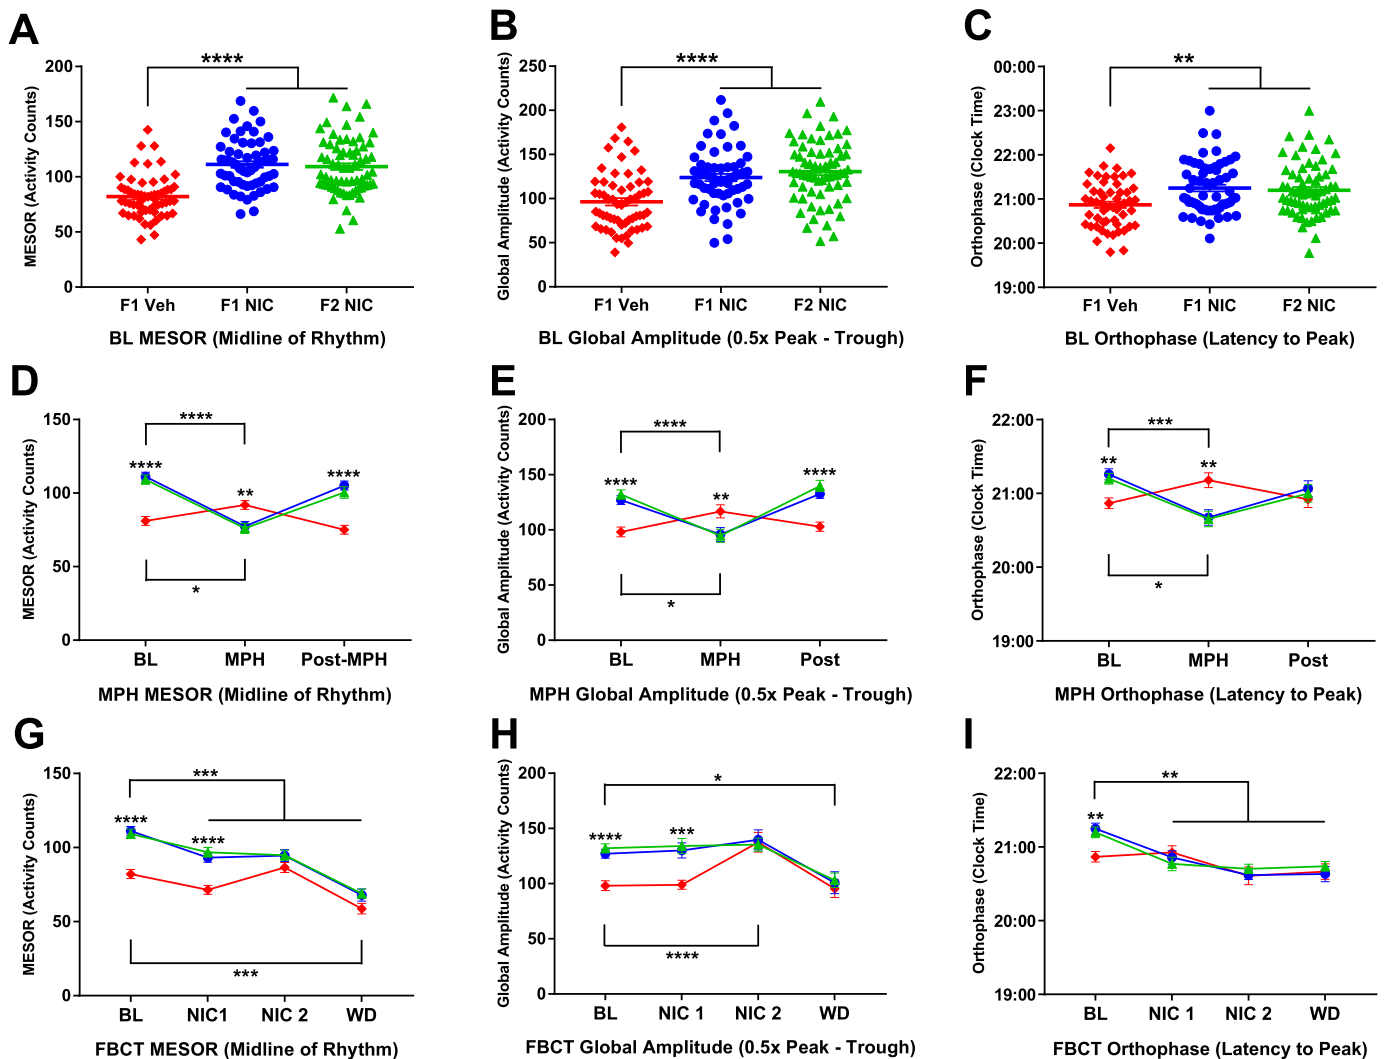 A
MESOR (Activity Counts)
200
150
100
50
0
****
F1 Veh
F1 NIC
F2 NIC
BL MESOR (Midline of Rhythm)
B
Global Amplitude (Activity Counts)
250
200
150
100
50
0
****
F1 Veh
F1 NIC
F2 NIC
BL Global Amplitude (0.5x Peak - Trough)
C
Orthophase (Clock Time)
00:00
23:00
22:00
21:00
20:00
19:00
**
F1 Veh
F1 NIC
F2 NIC
BL Orthophase (Latency to Peak)
D
MESOR (Activity Counts)
150
100
50
0
****
****
**
****
*
BL
MPH
Post-MPH
MPH MESOR (Midline of Rhythm)
E
Global Amplitude (Activity Counts)
200
150
100
50
0
****
****
**
****
*
BL
MPH
Post
MPH Global Amplitude (0.5x Peak - Trough)
F
Orthophase (Clock Time)
22:00
21:00
20:00
19:00
***
**
**
*
BL
MPH
Post
MPH Orthophase (Latency to Peak)
G
MESOR (Activity Counts)
150
100
50
0
***
****
****
***
BL
NIC1
NIC 2
WD
FBCT MESOR (Midline of Rhythm)
H
Global Amplitude (Activity Counts)
200
150
100
50
0
*
****
***
****
BL
NIC 1
NIC 2
WD
FBCT Global Amplitude (0.5x Peak - Trough)
I
Orthophase (Clock Time)
22:00
21:00
20:00
19:00
**
**
BL
NIC 1
NIC 2
WD
FBCT Orthophase (Latency to Peak)